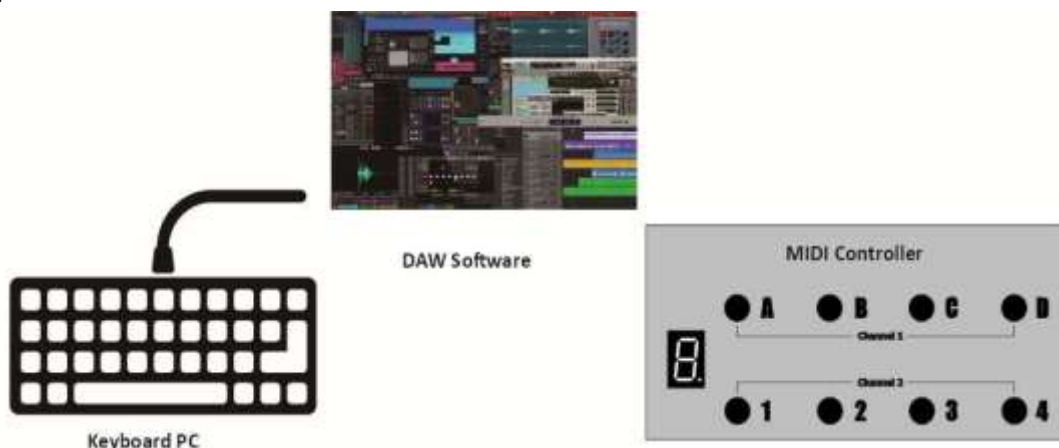 DAW Software
MIDI Controller
A B C D
Channel 1
8.
Channel 2
1 2 3 4
Keyboard PC